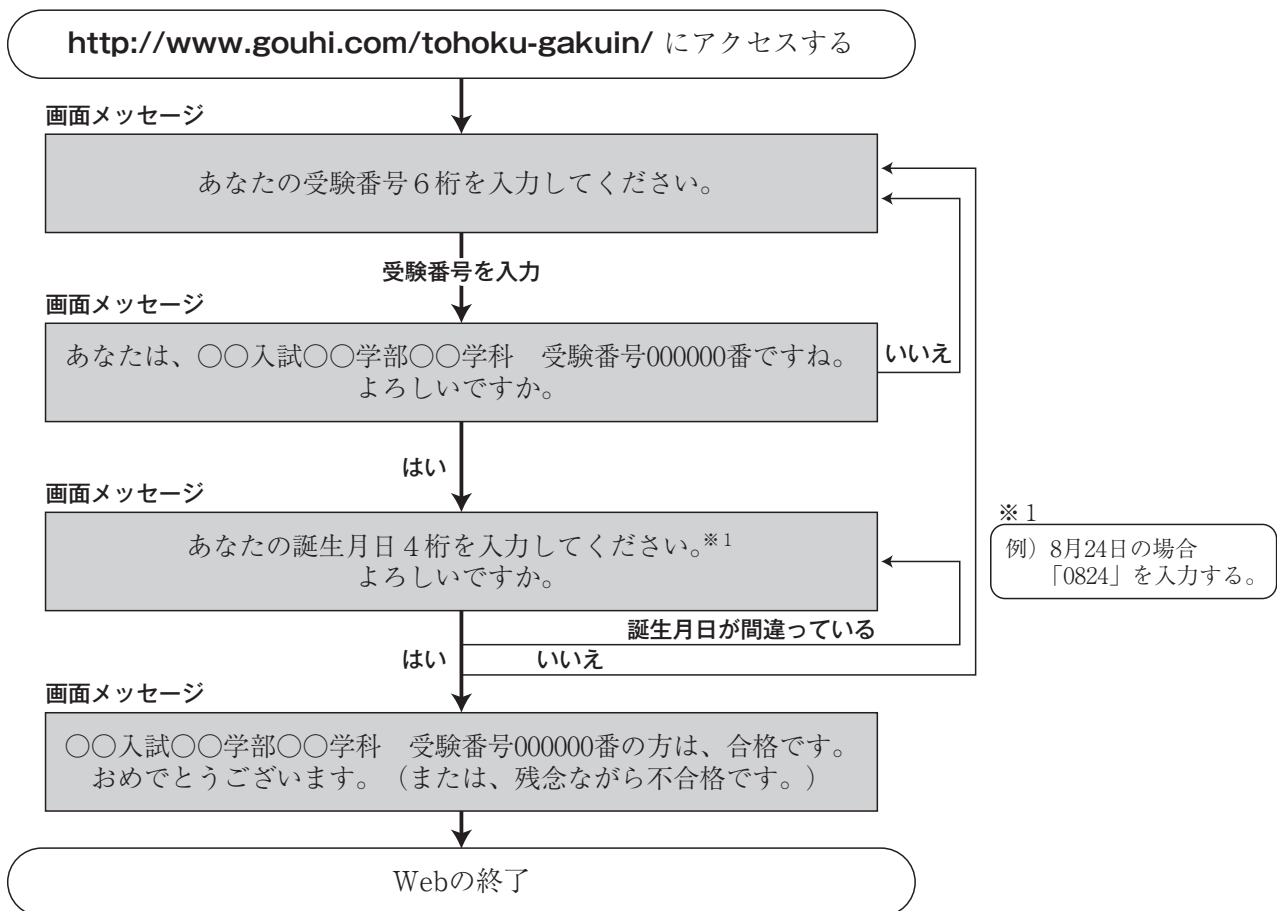 http://www.gouhi.com/tohoku-gakuin/ にアクセスする
画面メッセージ
あなたの受験番号６桁を入力してください。
受験番号を入力
画面メッセージ
あなたは、○○入試○○学部○○学科　受験番号000000番ですね。
よろしいですか。
いいえ
はい
画面メッセージ
あなたの誕生月日４桁を入力してください。※1
よろしいですか。
※１
例）8月24日の場合
「0824」を入力する。
誕生月日が間違っている
はい
いいえ
画面メッセージ
○○入試○○学部○○学科　受験番号000000番の方は、合格です。
おめでとうございます。（または、残念ながら不合格です。）
Webの終了